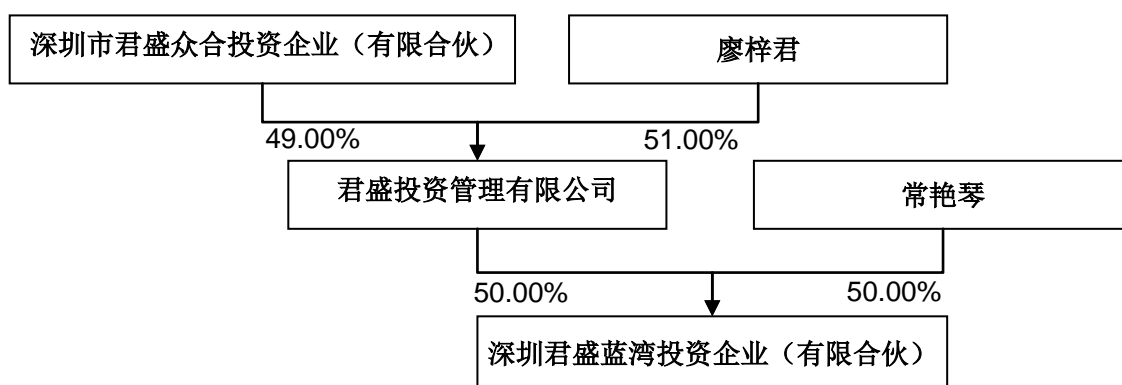 深圳市君盛众合投资企业（有限合伙）
廖梓君
49.00%
51.00%
君盛投资管理有限公司
常艳琴
50.00%
50.00%
深圳君盛蓝湾投资企业（有限合伙）